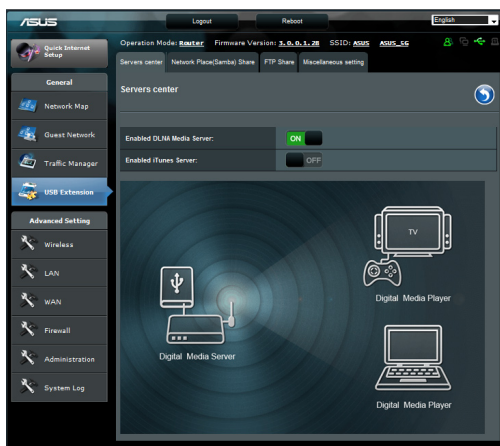 ASUS
Logout
Reboot
English
Quick Internet
Setup
Operation Mode: Router Firmware Version: 3.0.0.1.28 SSID: ASUS ASUS_5G
Servers center Network Place(Samba) Share FTP Share Miscellaneous setting
General
Network Map
Guest Network
Traffic Manager
USB Extension
Advanced Setting
Wireless
LAN
WAN
Firewall
Administration
System Log
Servers center
Enabled DLNA Media Server: ON
Enabled iTunes Server: OFF
TV
Digital Media Player
Digital Media Server
Digital Media Player